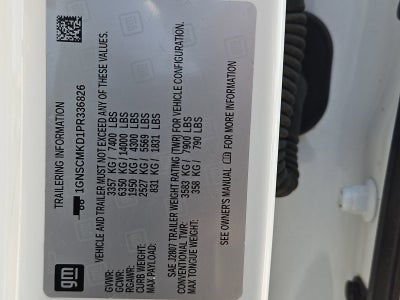 TRAILERING INFORMATION
1GNSCMKD1PR336826
VEHICLE AND TRAILER MUST NOT EXCEED ANY OF THESE VALUES.
GVWR: 3357 KG / 7400 LBS
GCWR: 6350 KG / 14000 LBS
RGAWR: 1950 KG / 4300 LBS
CURB WEIGHT: 2527 KG / 5569 LBS
MAX PAYLOAD: 831 KG / 1831 LBS
SAE J2807 TRAILER WEIGHT RATING (TWR) FOR VEHICLE CONFIGURATION.
CONVENTIONAL TWR: 3583 KG / 7900 LBS
MAX TONGUE WEIGHT: 358 KG / 790 LBS
SEE OWNER'S MANUAL FOR MORE INFORMATION
gm